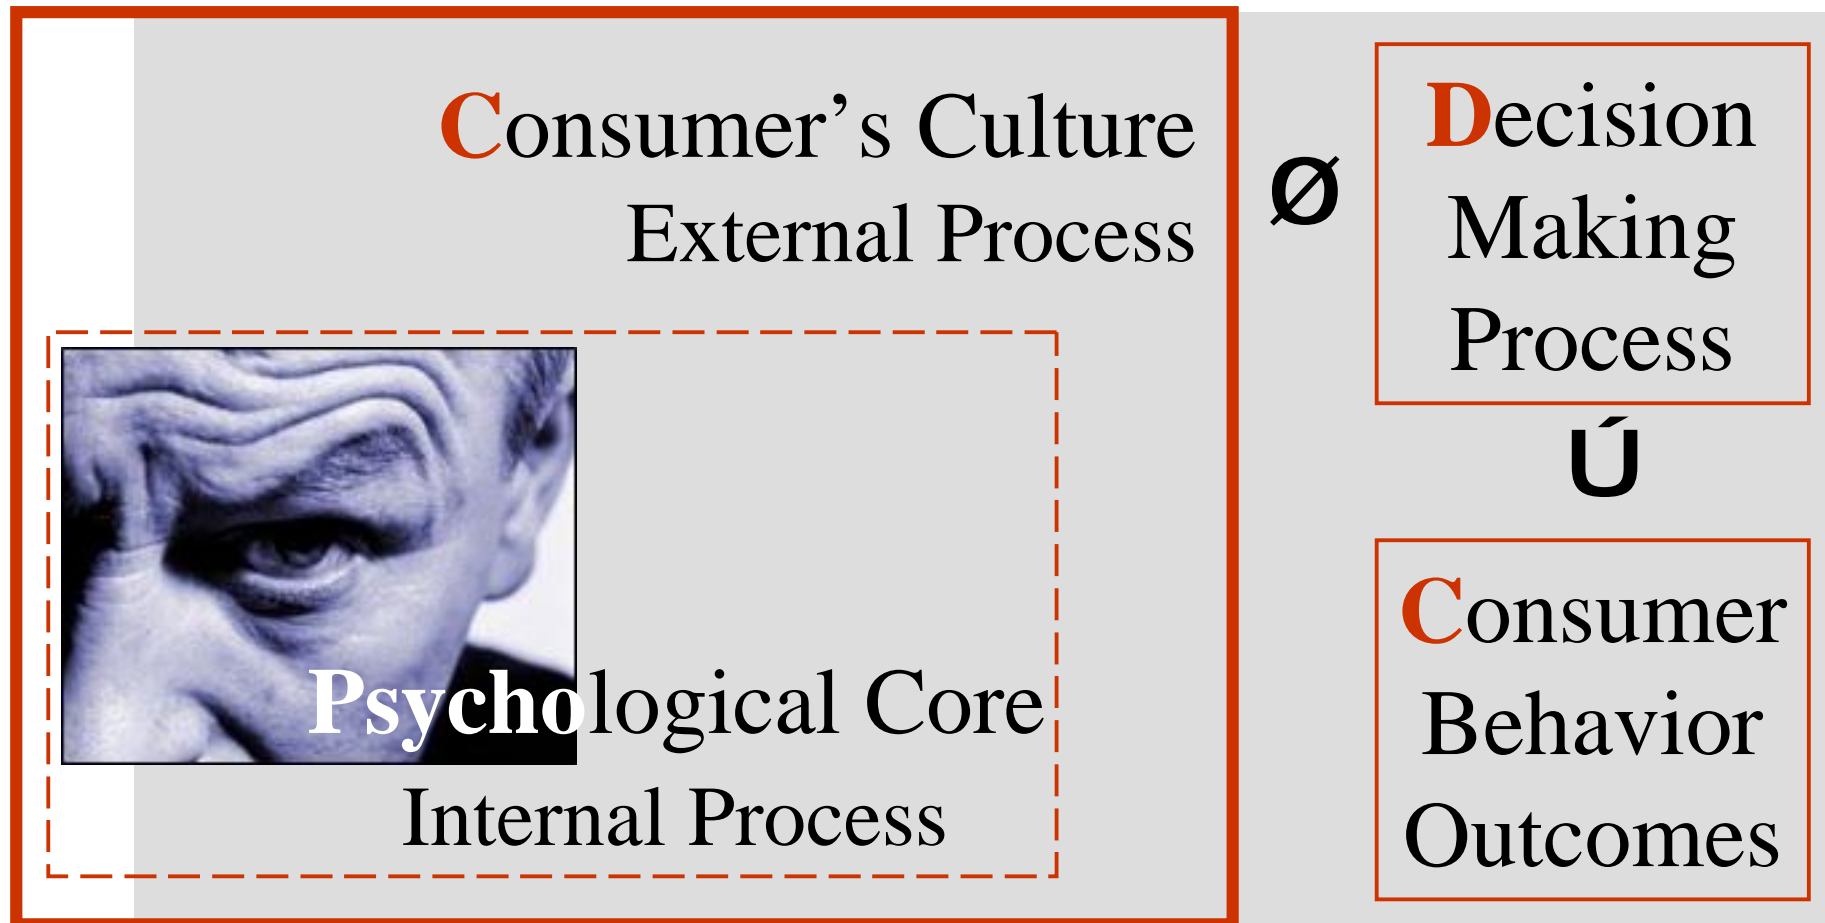 Consumer’s Culture
External Process
Psychological Core
Internal Process
Ø
Decision
Making
Process
Ú
Consumer
Behavior
Outcomes